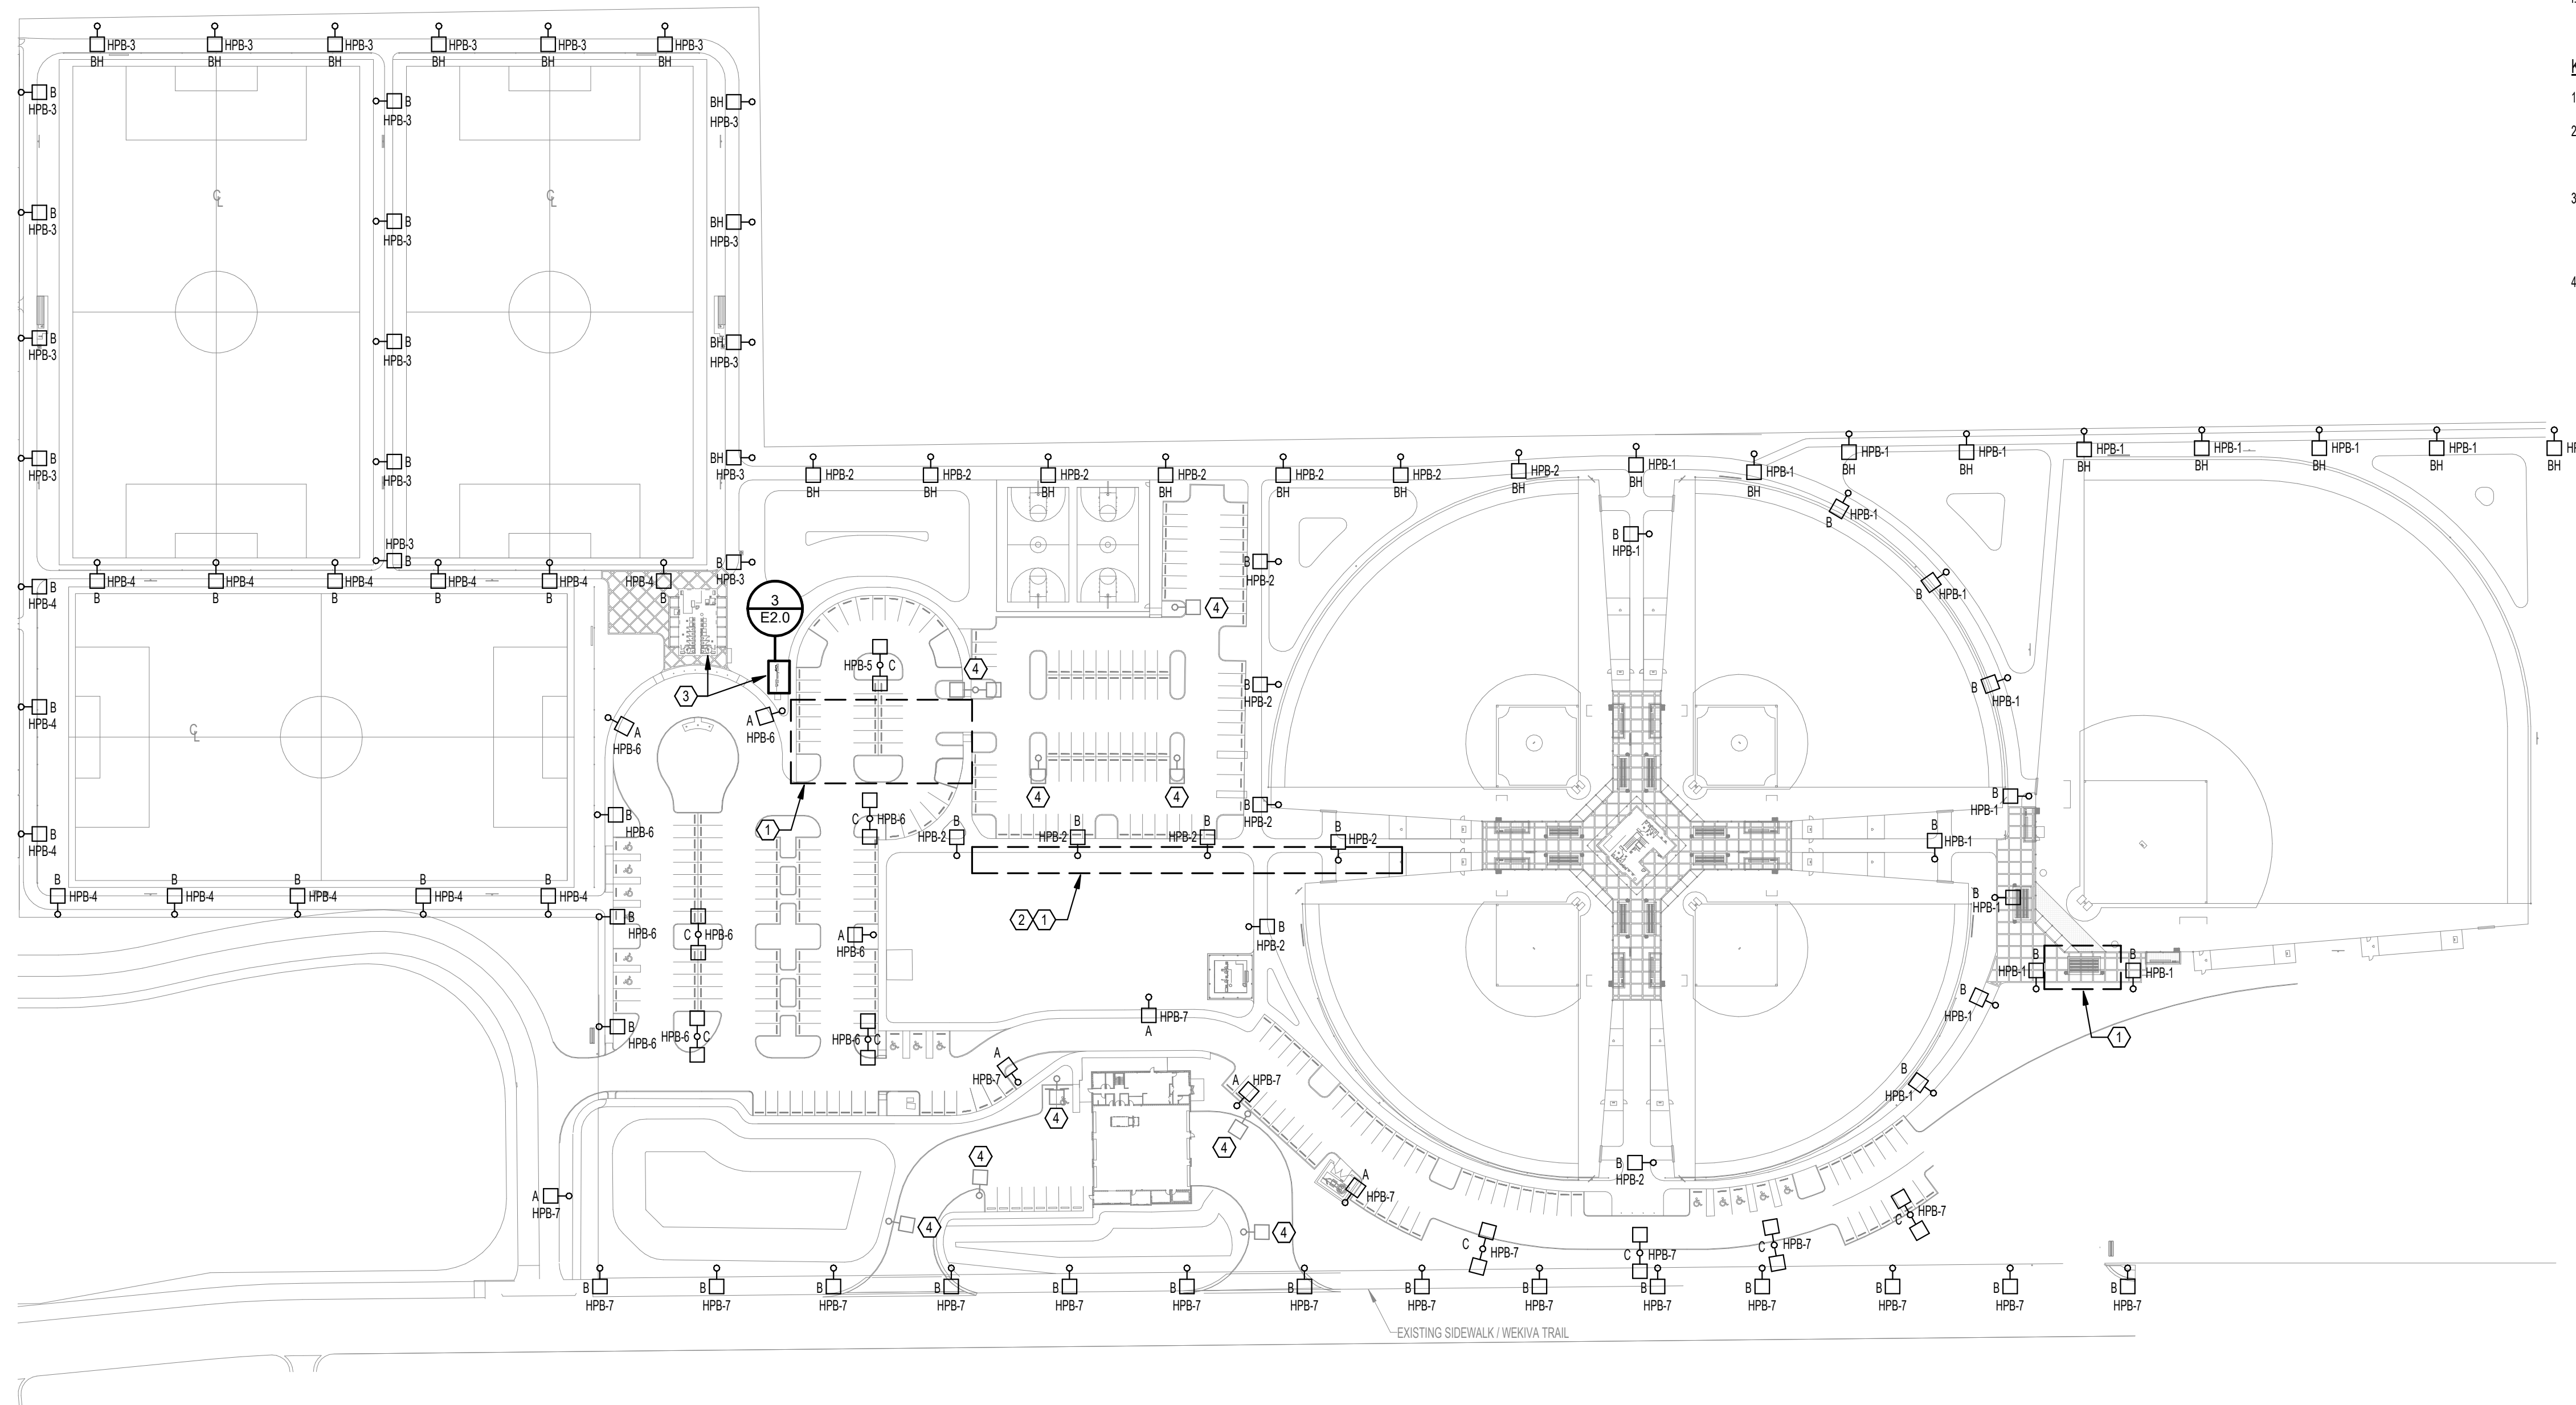 HPB-3 HPB-3 HPB-3 HPB-3 HPB-3 HPB-3
BH BH BH BH BH BH
K
1
B
HPB-3
B
HPB-3
BH
HPB-3
2
3
B
HPB-3
B
HPB-3
BH
HPB-3
CL
CL
4
B
HPB-3
B
HPB-3
BH
HPB-3
B
HPB-3
B
HPB-3
BH
HPB-3
HPB-2 HPB-2 HPB-2 HPB-2 HPB-2 HPB-2 HPB-2 HPB-1 HPB-1 HPB-1 HPB-1 HPB-1 HPB-1 HPB-1 HPB-1
BH BH BH BH BH BH BH BH BH BH BH BH BH BH BH BH
B
HPB-1
B
HPB-1
HPB-3
B
B
HPB-3
B
HPB-2
B
HPB-1
HPB-4 HPB-4 HPB-4 HPB-4 HPB-4 HPB-4
B B B B B B
B
HPB-4
3
E2.0
4
HPB-5 C
4
3
B
HPB-2
B
HPB-1
B
HPB-4
CL
A
HPB-6
A
HPB-6
4
4
B
HPB-2
B
HPB-1
B
HPB-4
B
HPB-6
1
C HPB-6
B
HPB-2
B
HPB-2
B
HPB-2
B
HPB-2
B
HPB-1
B B B B B
HPB-4 HPB-4 HPB-4 HPB-4 HPB-4
B
HPB-6
C HPB-6
A
HPB-6
2 1
B
HPB-2
B
HPB-1
B
HPB-1
B
HPB-1
B
HPB-1
B
HPB-6
HPB-6 C
HPB-6 C
HPB-7
A
1
A
HPB-7
A
HPB-7
B
HPB-1
4
4
4
B
HPB-2
A
HPB-7
A
HPB-7
4
4
C HPB-7
C HPB-7
C HPB-7
C HPB-7
B B B B B B B B B B B B B B
HPB-7 HPB-7 HPB-7 HPB-7 HPB-7 HPB-7 HPB-7 HPB-7 HPB-7 HPB-7 HPB-7 HPB-7 HPB-7 HPB-7
EXISTING SIDEWALK / WEKIVA TRAIL